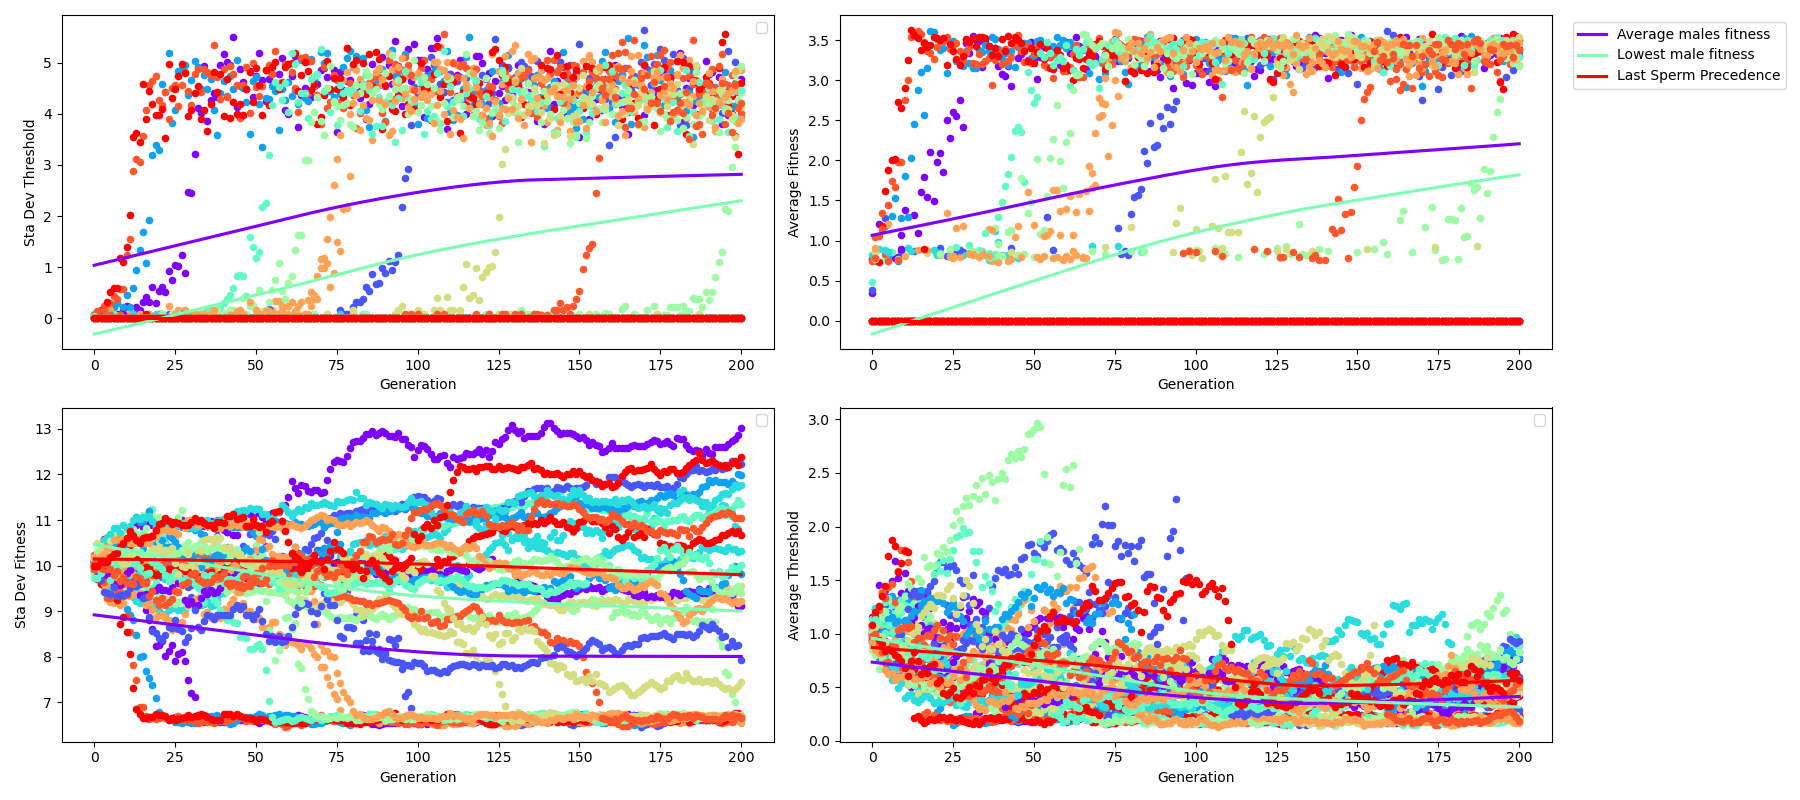 Sta Dev Threshold
5
4
3
2
1
0
0 25 50 75 100 125 150 175 200
Generation
Average Fitness
3.5
3.0
2.5
2.0
1.5
1.0
0.5
0.0
0 25 50 75 100 125 150 175 200
Generation
Average males fitness
Lowest male fitness
Last Sperm Precedence
Sta Dev Fitness
13
12
11
10
9
8
7
0 25 50 75 100 125 150 175 200
Generation
Average Threshold
3.0
2.5
2.0
1.5
1.0
0.5
0.0
0 25 50 75 100 125 150 175 200
Generation